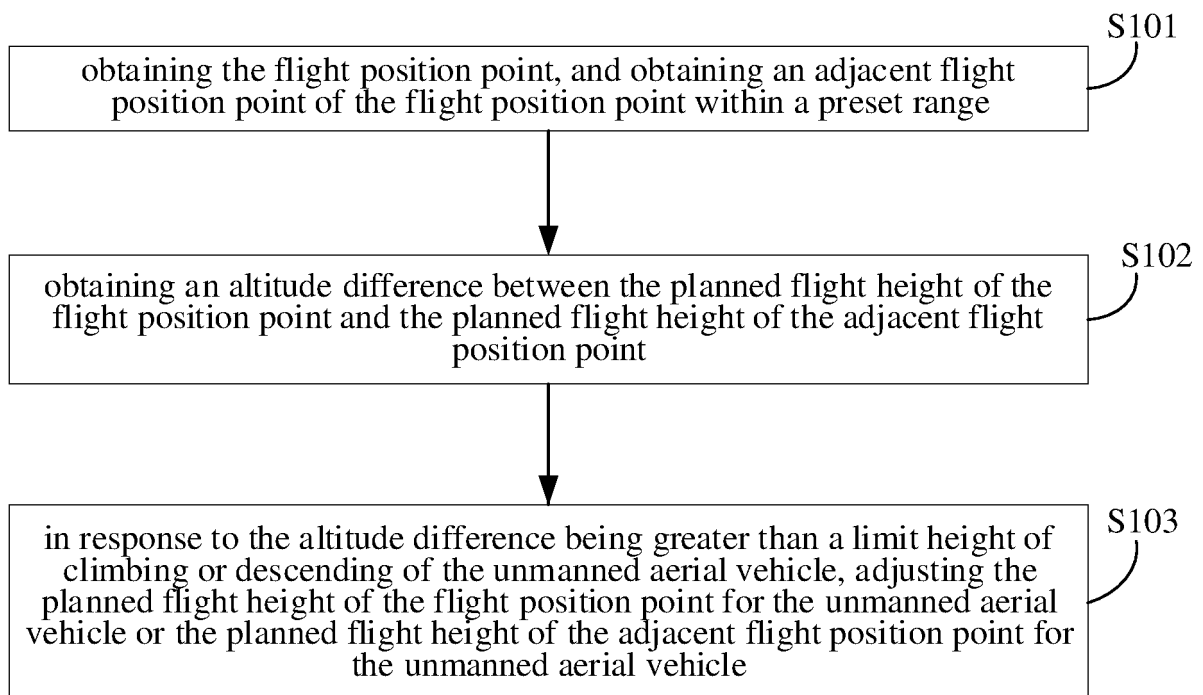 S101
obtaining the flight position point, and obtaining an adjacent flight
position point of the flight position point within a preset range
S102
obtaining an altitude difference between the planned flight height of the
flight position point and the planned flight height of the adjacent flight
position point
S103
in response to the altitude difference being greater than a limit height of
climbing or descending of the unmanned aerial vehicle, adjusting the
planned flight height of the flight position point for the unmanned aerial
vehicle or the planned flight height of the adjacent flight position point for
the unmanned aerial vehicle